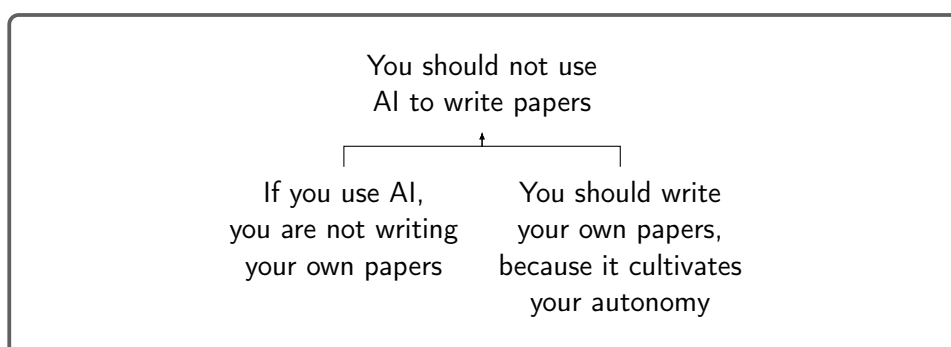 You should not use
AI to write papers
If you use AI,
you are not writing
your own papers
You should write
your own papers,
because it cultivates
your autonomy